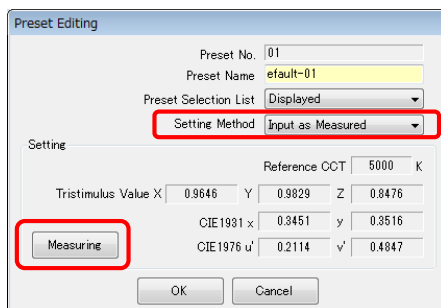 Preset Editing
Preset No. 01
Preset Name efault-01
Preset Selection List Displayed
Setting Method Input as Measured
Setting
Reference CCT 5000 K
Tristimulus Value X 0.9646 Y 0.9829 Z 0.8476
CIE1931 x 0.3451 y 0.3516
Measuring CIE1976 u' 0.2114 v' 0.4847
OK Cancel